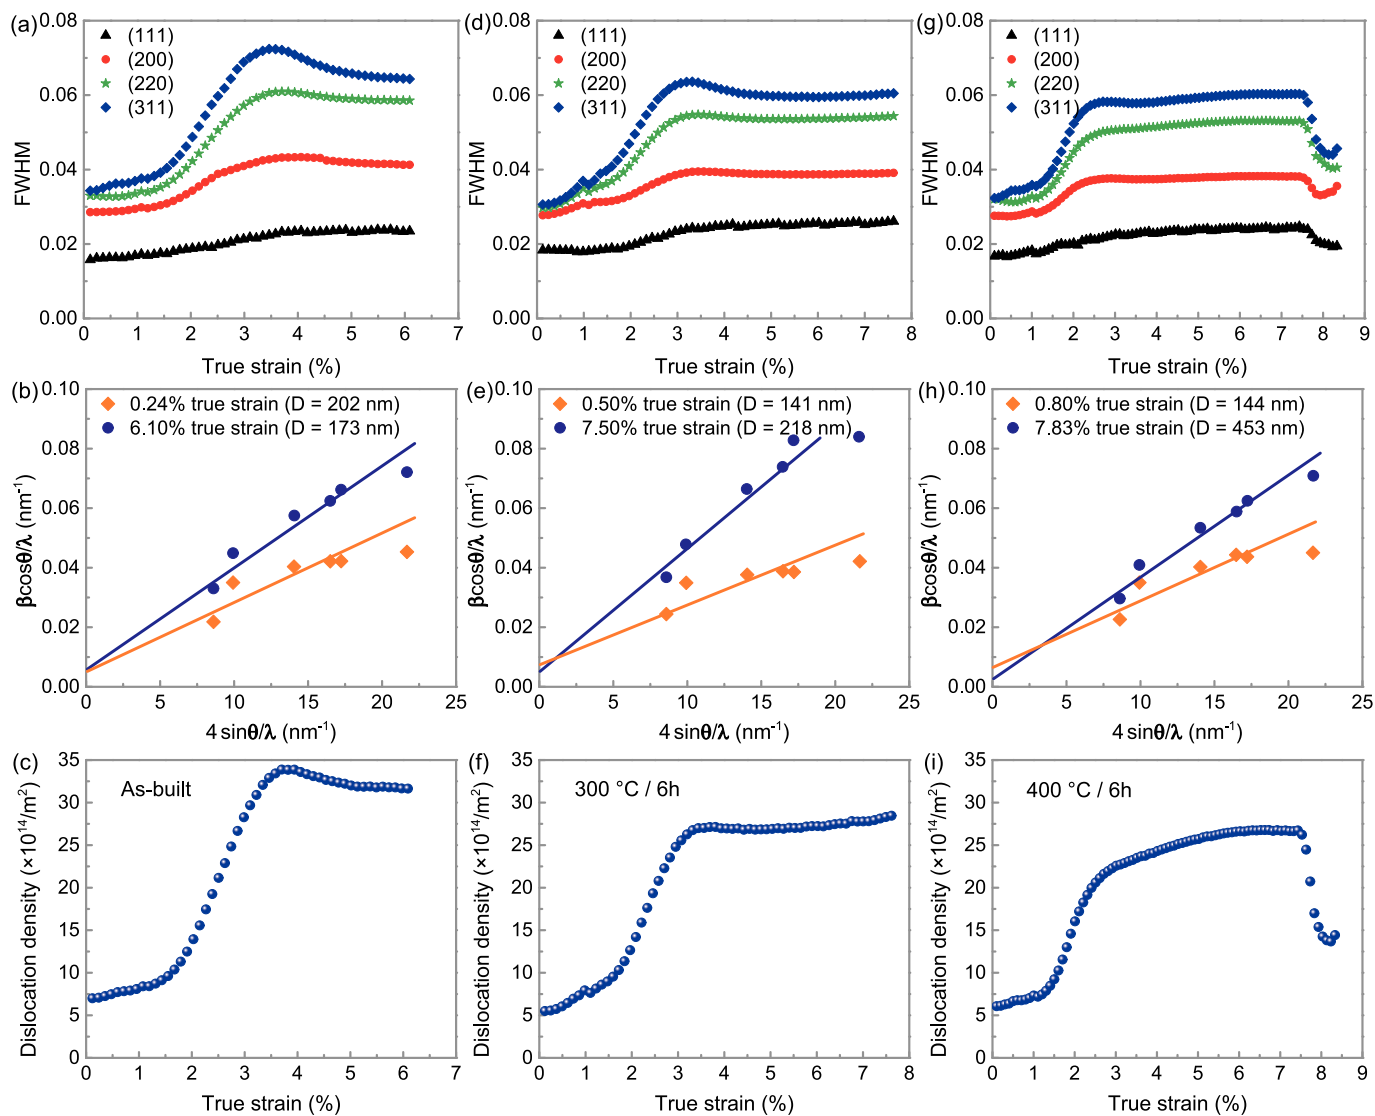 (a)
0.08
0.06
0.04
0.02
0.00
FWHM
(111)
(200)
(220)
(311)
0 1 2 3 4 5 6 7
True strain (%)
(d)
0.08
0.06
0.04
0.02
0.00
FWHM
(111)
(200)
(220)
(311)
0 1 2 3 4 5 6 7 8
True strain (%)
(g)
0.08
0.06
0.04
0.02
0.00
FWHM
(111)
(200)
(220)
(311)
0 1 2 3 4 5 6 7 8 9
True strain (%)
(b)
0.10
0.08
0.06
0.04
0.02
0.00
βcosθ/λ (nm⁻¹)
0.24% true strain (D = 202 nm)
6.10% true strain (D = 173 nm)
0 5 10 15 20 25
4 sinθ/λ (nm⁻¹)
(e)
0.10
0.08
0.06
0.04
0.02
0.00
βcosθ/λ (nm⁻¹)
0.50% true strain (D = 141 nm)
7.50% true strain (D = 218 nm)
0 5 10 15 20 25
4 sinθ/λ (nm⁻¹)
(h)
0.10
0.08
0.06
0.04
0.02
0.00
βcosθ/λ (nm⁻¹)
0.80% true strain (D = 144 nm)
7.83% true strain (D = 453 nm)
0 5 10 15 20 25
4 sinθ/λ (nm⁻¹)
(c)
35
30
25
20
15
10
5
0
Dislocation density (×10¹⁴/m²)
As-built
0 1 2 3 4 5 6 7
True strain (%)
(f)
35
30
25
20
15
10
5
0
Dislocation density (×10¹⁴/m²)
300 °C / 6h
0 1 2 3 4 5 6 7 8
True strain (%)
(i)
35
30
25
20
15
10
5
0
Dislocation density (×10¹⁴/m²)
400 °C / 6h
0 1 2 3 4 5 6 7 8 9
True strain (%)